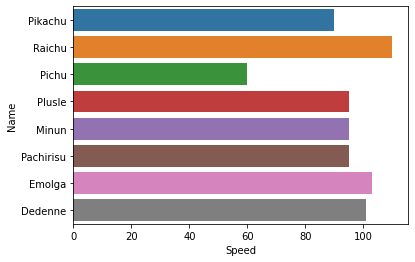 Name
Pikachu
Raichu
Pichu
Plusle
Minun
Pachirisu
Emolga
Dedenne
0 20 40 60 80 100
Speed